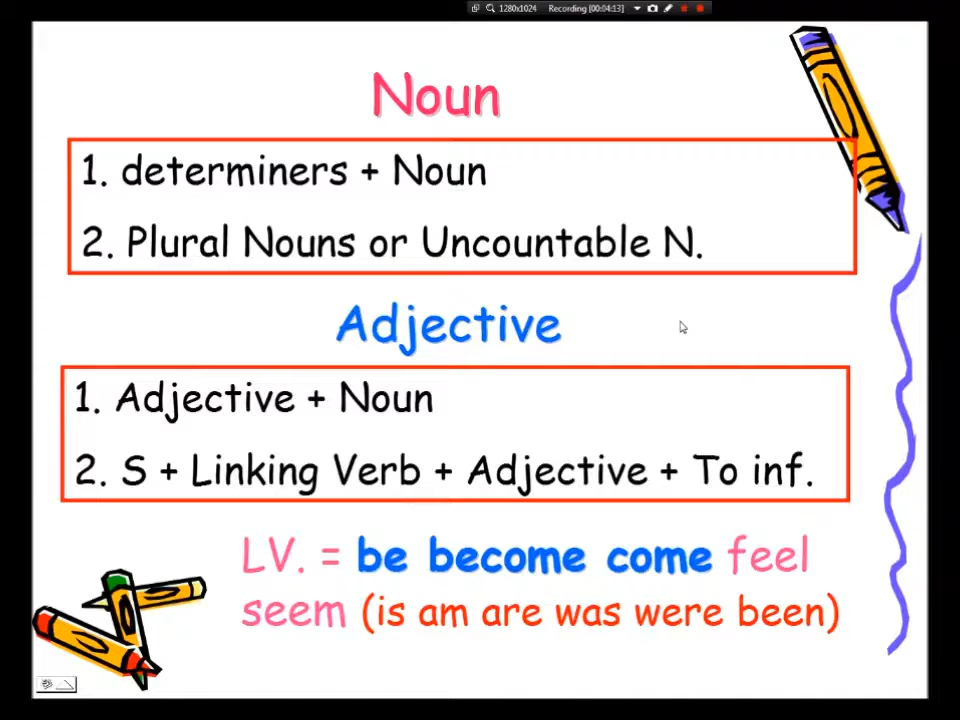 1280x1024 Recording [00:04:13]
Noun
1. determiners + Noun
2. Plural Nouns or Uncountable N.
Adjective
1. Adjective + Noun
2. S + Linking Verb + Adjective + To inf.
LV. = be become come feel
seem (is am are was were been)